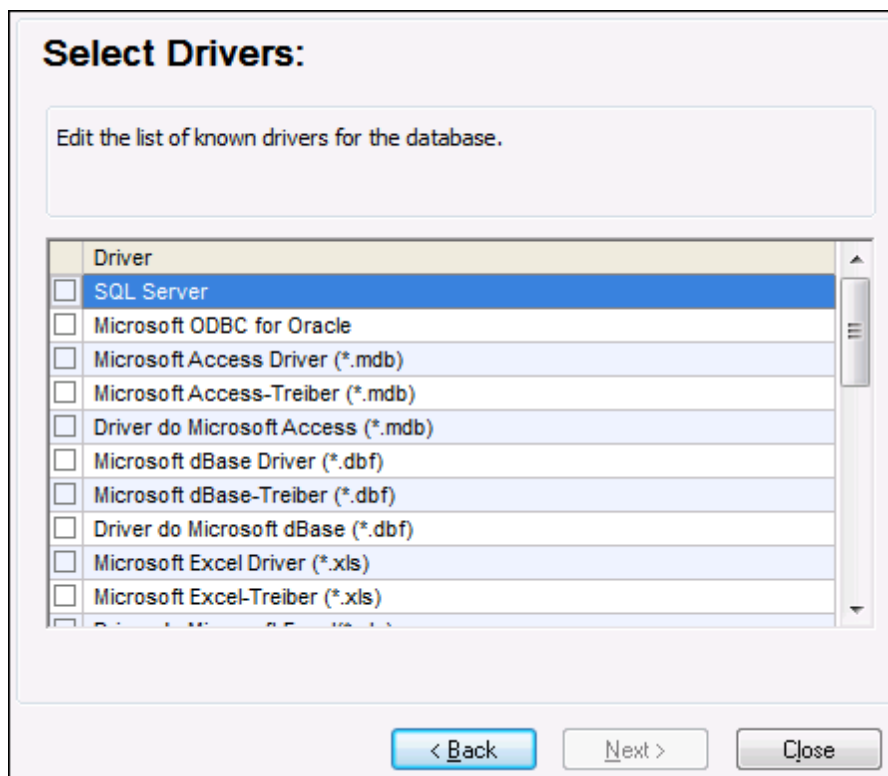 Select Drivers:
Edit the list of known drivers for the database.
Driver
SQL Server
Microsoft ODBC for Oracle
Microsoft Access Driver (*.mdb)
Microsoft Access-Treiber (*.mdb)
Driver do Microsoft Access (*.mdb)
Microsoft dBase Driver (*.dbf)
Microsoft dBase-Treiber (*.dbf)
Driver do Microsoft dBase (*.dbf)
Microsoft Excel Driver (*.xls)
Microsoft Excel-Treiber (*.xls)
< Back
Next >
Close